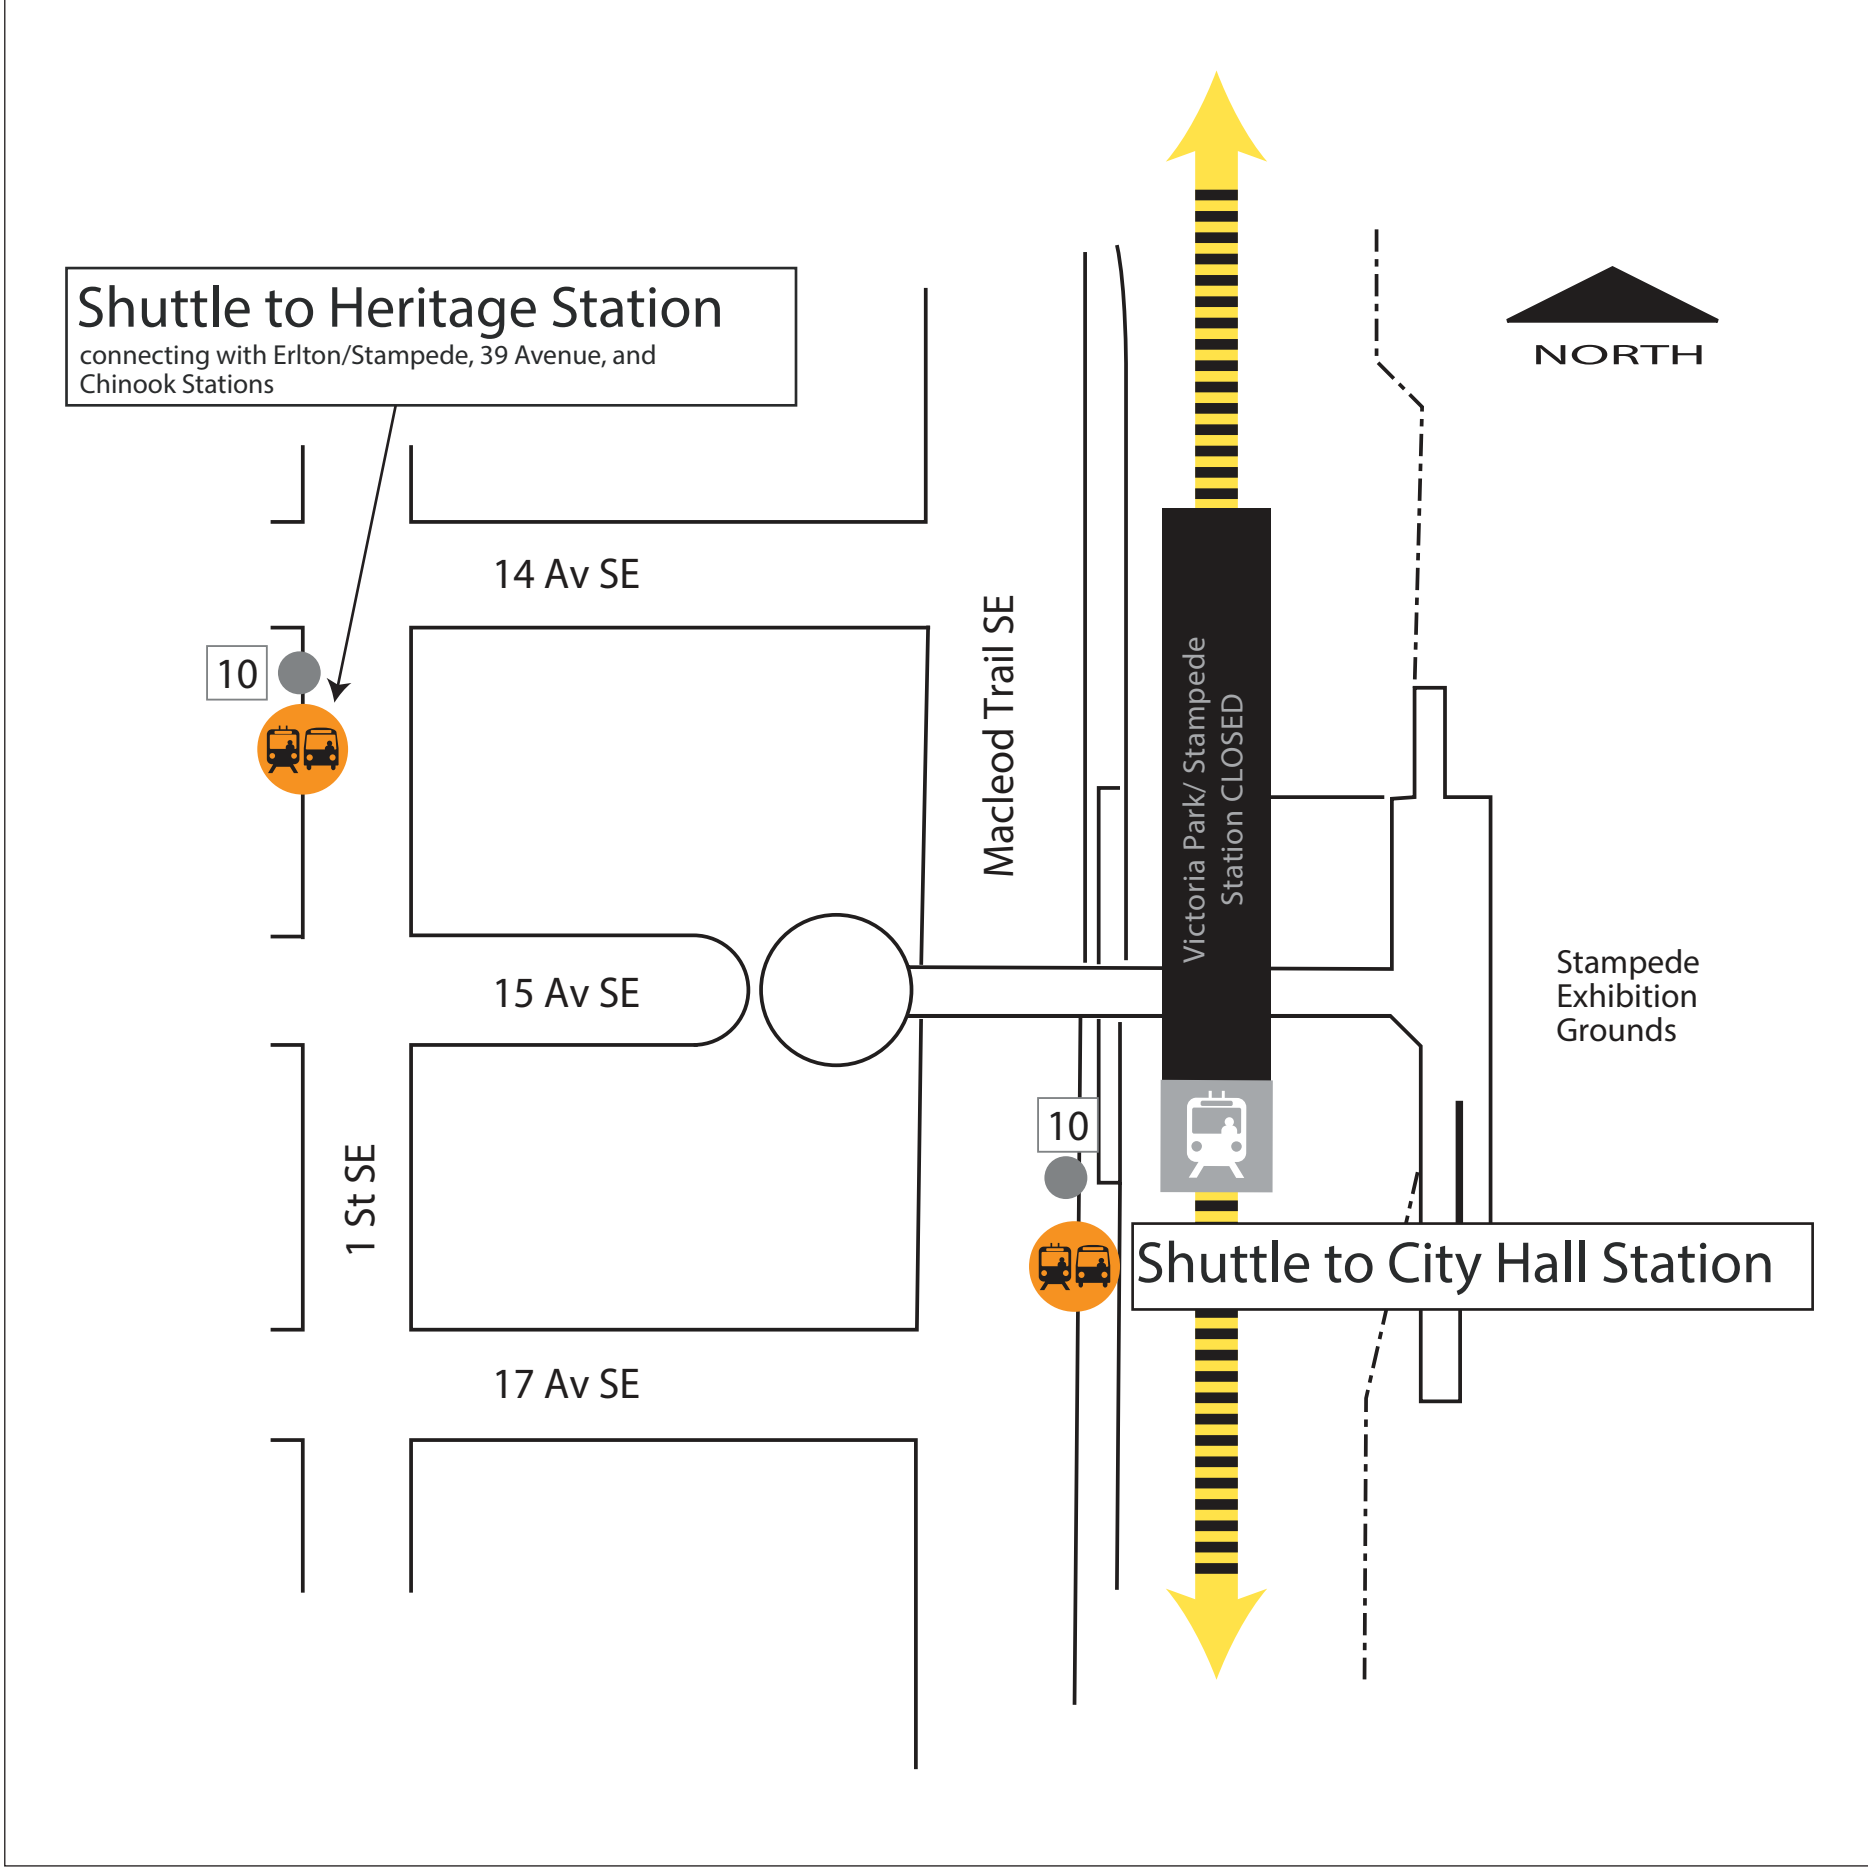 Shuttle to Heritage Station
connecting with Erlton/Stampede, 39 Avenue, and
Chinook Stations
NORTH
14 Av SE
10
Macleod Trail SE
Victoria Park/ Stampede
Station CLOSED
15 Av SE
Stampede
Exhibition
Grounds
10
1 St SE
Shuttle to City Hall Station
17 Av SE